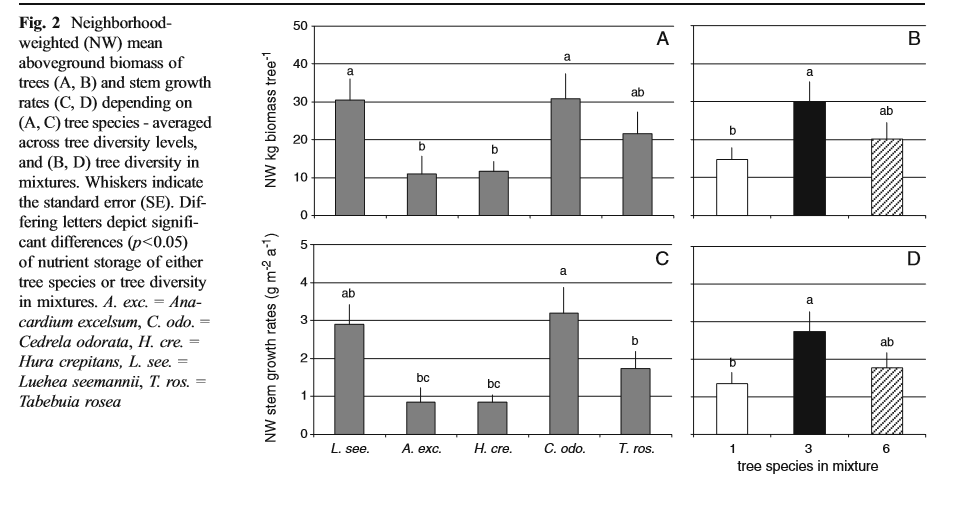 Fig. 2 Neighborhood-
weighted (NW) mean
aboveground biomass of
trees (A, B) and stem growth
rates (C, D) depending on
(A, C) tree species - averaged
across tree diversity levels,
and (B, D) tree diversity in
mixtures. Whiskers indicate
the standard error (SE). Dif-
fering letters depict signifi-
cant differences (p<0.05)
of nutrient storage of either
tree species or tree diversity
in mixtures. A. exc. = Ana-
cardium excelsum, C. odo. =
Cedrela odorata, H. cre. =
Hura crepitans, L. see. =
Luehea seemannii, T. ros. =
Tabebuia rosea
NW kg biomass tree⁻¹
50
40
30
20
10
0
A
a
b
b
a
ab
B
b
a
ab
NW stem growth rates (g m⁻² a⁻¹)
5
4
3
2
1
0
C
ab
bc
bc
a
b
L. see.
A. exc.
H. cre.
C. odo.
T. ros.
D
b
a
ab
1
3
6
tree species in mixture